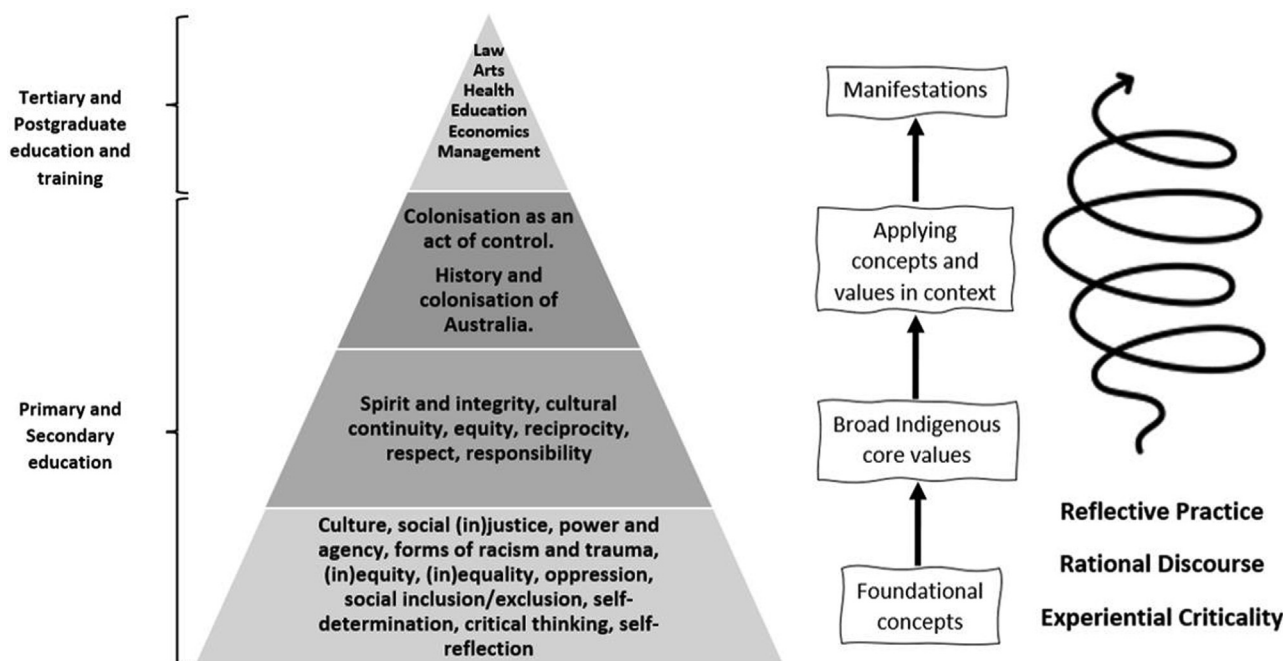 Tertiary and
Postgraduate
education and
training
Primary and
Secondary
education
Law
Arts
Health
Education
Economics
Management
Colonisation as an
act of control.
History and
colonisation of
Australia.
Spirit and integrity, cultural
continuity, equity, reciprocity,
respect, responsibility
Culture, social (in)justice, power and
agency, forms of racism and trauma,
(in)equity, (in)equality, oppression,
social inclusion/exclusion, self-
determination, critical thinking, self-
reflection
Manifestations
Applying
concepts and
values in context
Broad Indigenous
core values
Foundational
concepts
Reflective Practice
Rational Discourse
Experiential Criticality